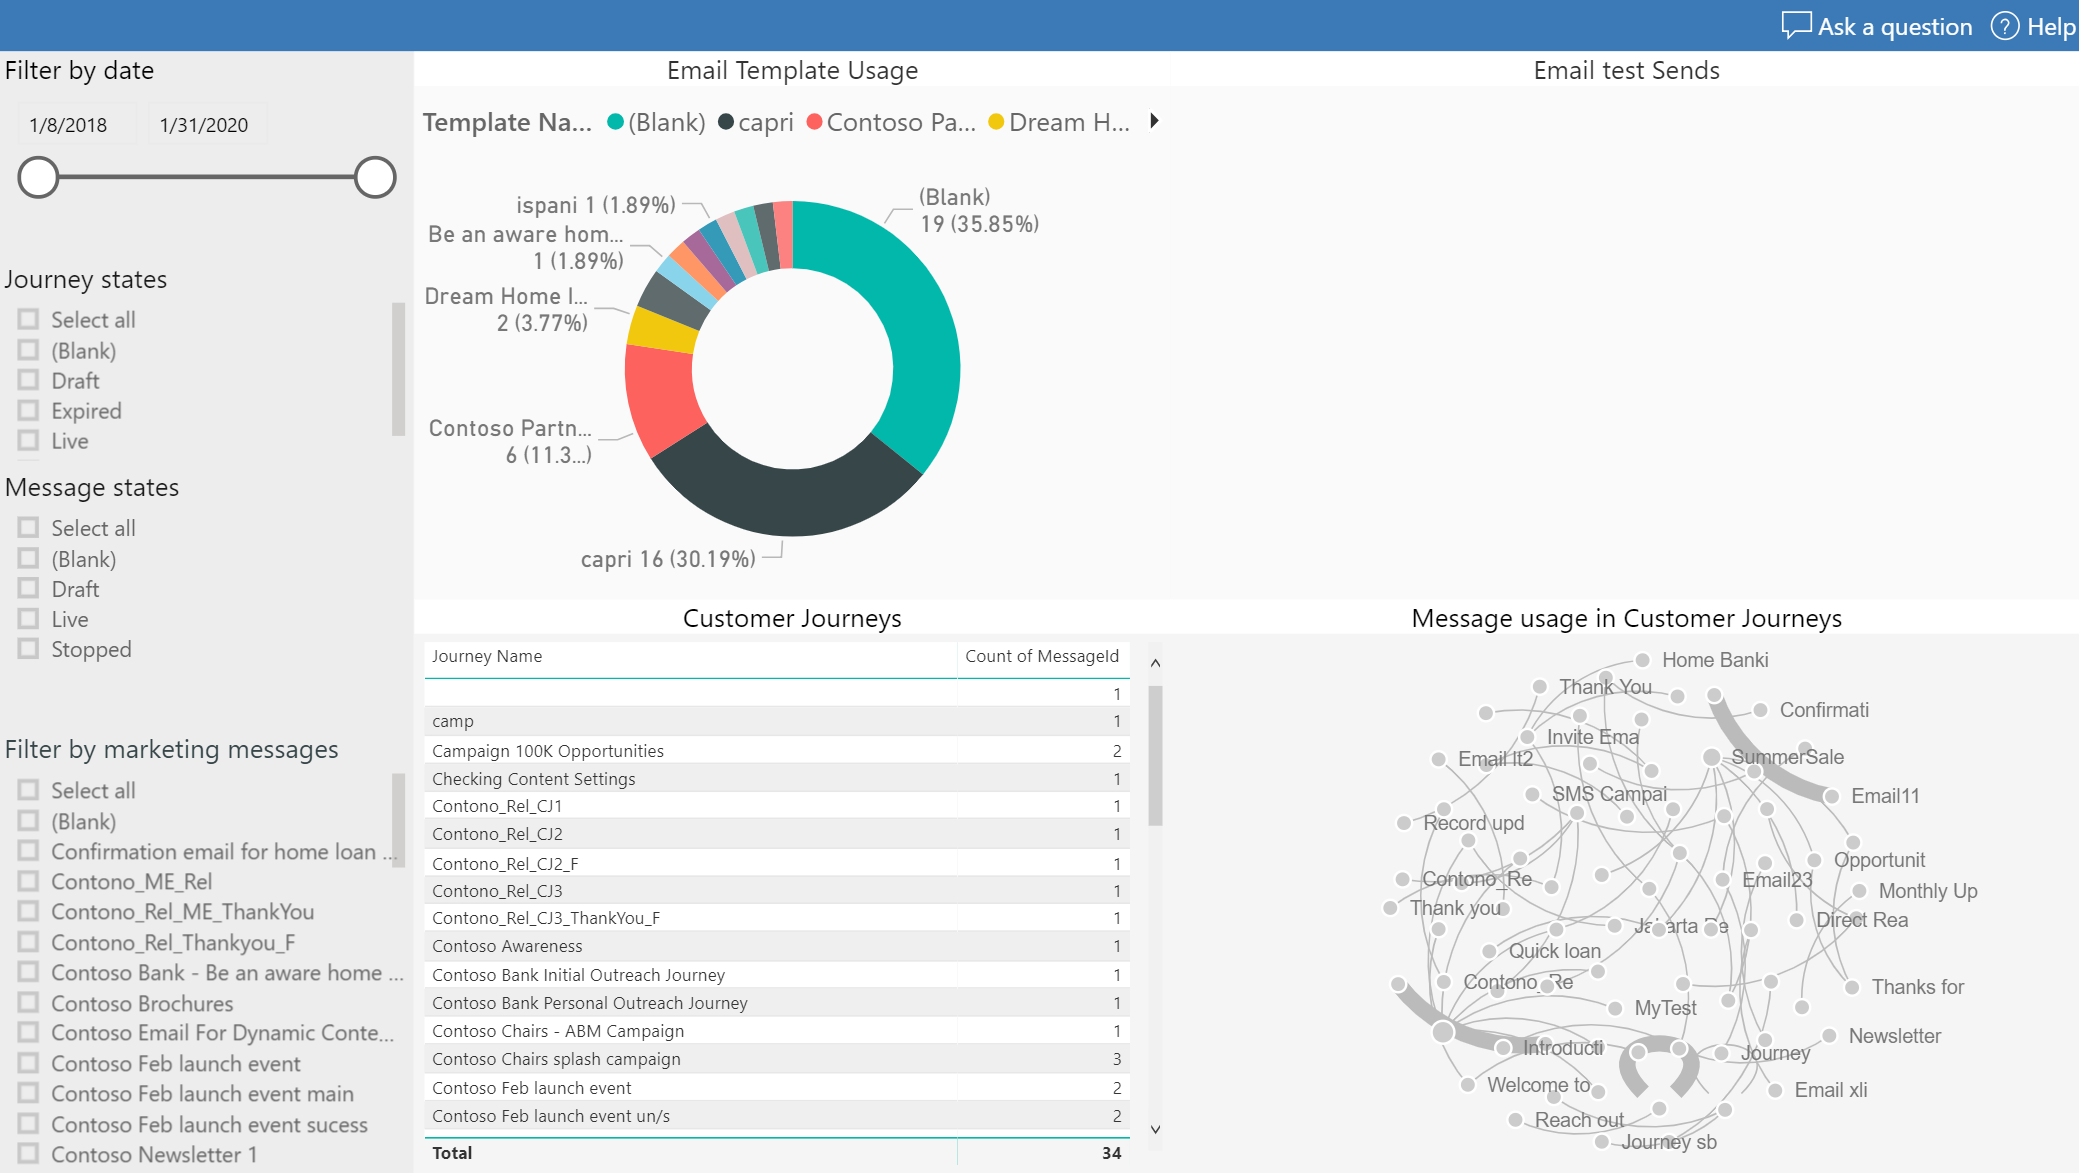 Ask a question
Help
Filter by date
1/8/2018
1/31/2020
Journey states
Select all
(Blank)
Draft
Expired
Live
Message states
Select all
(Blank)
Draft
Live
Stopped
Filter by marketing messages
Select all
(Blank)
Confirmation email for home loan ...
Contono_ME_Rel
Contono_Rel_ME_ThankYou
Contono_Rel_Thankyou_F
Contoso Bank - Be an aware home ...
Contoso Brochures
Contoso Email For Dynamic Conte...
Contoso Feb launch event
Contoso Feb launch event main
Contoso Feb launch event sucess
Contoso Newsletter 1
Email Template Usage
Template Na... (Blank) capri Contoso Pa... Dream H...
(Blank)
19 (35.85%)
ispani 1 (1.89%)
Be an aware hom...
1 (1.89%)
Dream Home I...
2 (3.77%)
Contoso Partn...
6 (11.3...)
capri 16 (30.19%)
Email test Sends
Customer Journeys
Journey Name Count of MessageId
1
camp 1
Campaign 100K Opportunities 2
Checking Content Settings 1
Contono_Rel_CJ1 1
Contono_Rel_CJ2 1
Contono_Rel_CJ2_F 1
Contono_Rel_CJ3 1
Contono_Rel_CJ3_ThankYou_F 1
Contoso Awareness 1
Contoso Bank Initial Outreach Journey 1
Contoso Bank Personal Outreach Journey 1
Contoso Chairs - ABM Campaign 1
Contoso Chairs splash campaign 3
Contoso Feb launch event 2
Contoso Feb launch event un/s 2
Total 34
Message usage in Customer Journeys
Home Banki
Thank You
Confirmati
Invite Ema
Email It2
SummerSale
SMS Campai
Email11
Record upd
Opportunit
Contono_Re
Email23
Monthly Up
Thank you
Direct Rea
Quick loan
Contono_Re
Thanks for
MyTest
Newsletter
Introducti
Journey
Welcome to
Email xli
Reach out
Journey sb